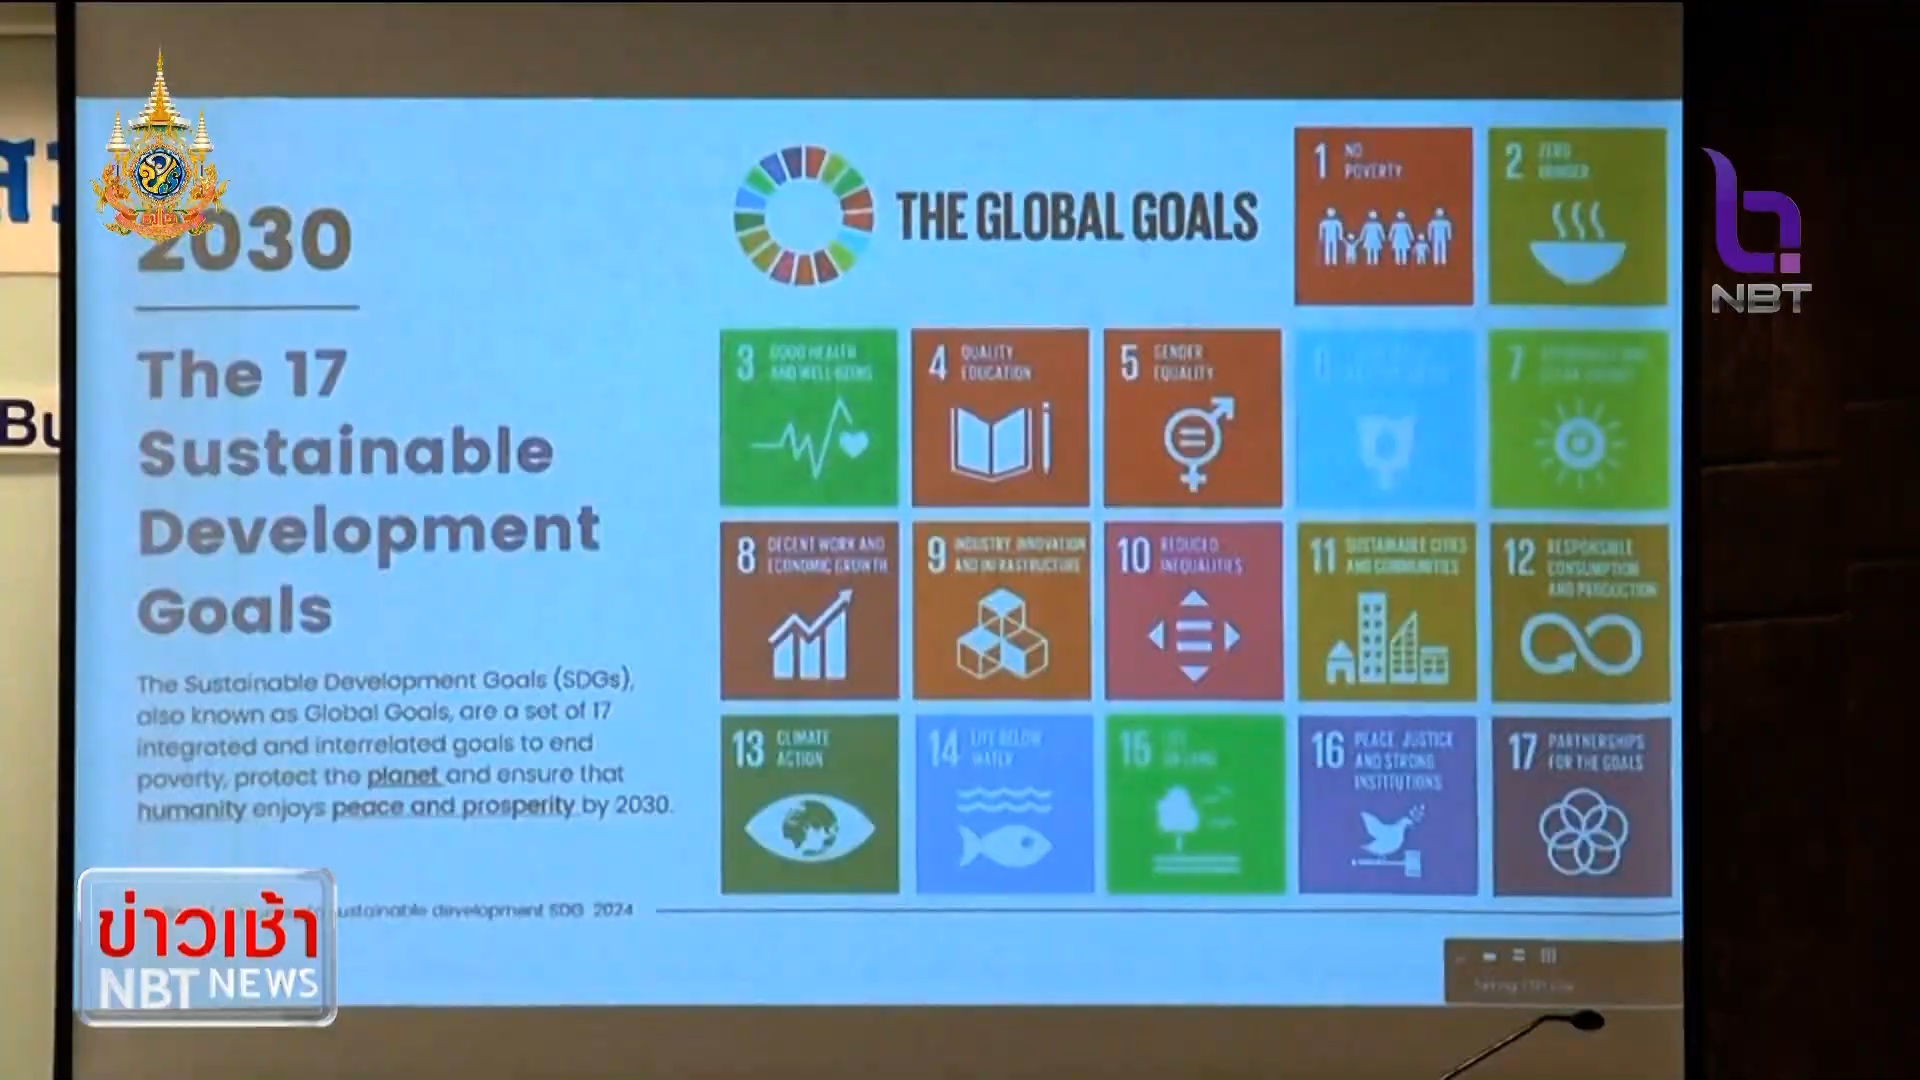 2030
The 17
Sustainable
Development
Goals
The Sustainable Development Goals (SDGs),
also known as Global Goals, are a set of 17
integrated and interrelated goals to end
poverty, protect the planet and ensure that
humanity enjoys peace and prosperity by 2030.
ustainable development SDG 2024
THE GLOBAL GOALS
1 NO
POVERTY
2 ZERO
HUNGER
3 GOOD HEALTH
AND WELL-BEING
4 QUALITY
EDUCATION
5 GENDER
EQUALITY
6
7
8 DECENT WORK AND
ECONOMIC GROWTH
9 INDUSTRY, INNOVATION
AND INFRASTRUCTURE
10 REDUCED
INEQUALITIES
11 SUSTAINABLE CITIES
AND COMMUNITIES
12 RESPONSIBLE
CONSUMPTION
AND PRODUCTION
13 CLIMATE
ACTION
14 LIFE BELOW
WATER
15 LIFE
ON LAND
16 PEACE, JUSTICE
AND STRONG
INSTITUTIONS
17 PARTNERSHIPS
FOR THE GOALS
Bu
NBT
ข่าวเช้า
NBT NEWS